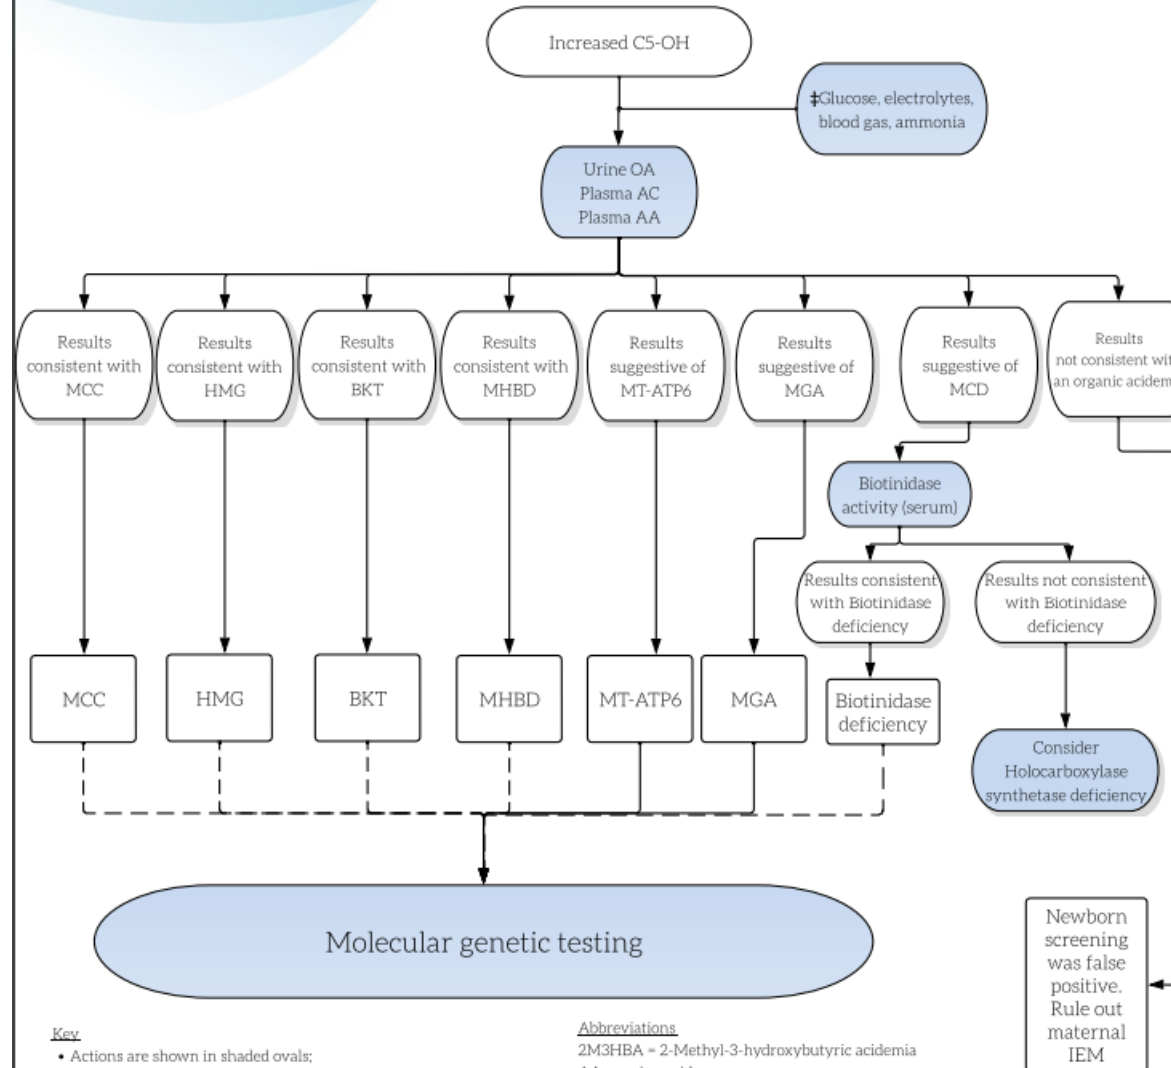 Increased C5-OH
‡Glucose, electrolytes,
blood gas, ammonia
Urine OA
Plasma AC
Plasma AA
Results
consistent with
MCC
Results
consistent with
HMG
Results
consistent with
BKT
Results
consistent with
MHBD
Results
suggestive of
MT-ATP6
Results
suggestive of
MGA
Results
suggestive of
MCD
Results
not consistent
an organic
Biotinidase
activity (serum)
Results consistent
with Biotinidase
deficiency
Results not consistent
with Biotinidase
deficiency
MCC
HMG
BKT
MHBD
MT-ATP6
MGA
Biotinidase
deficiency
Consider
Holocarboxylase
synthetase deficiency
Molecular genetic testing
Newborn
screening
was false
positive.
Rule out
maternal
IEM
Key
• Actions are shown in shaded ovals;
Abbreviations
2M3HBA = 2-Methyl-3-hydroxybutyric acidemia